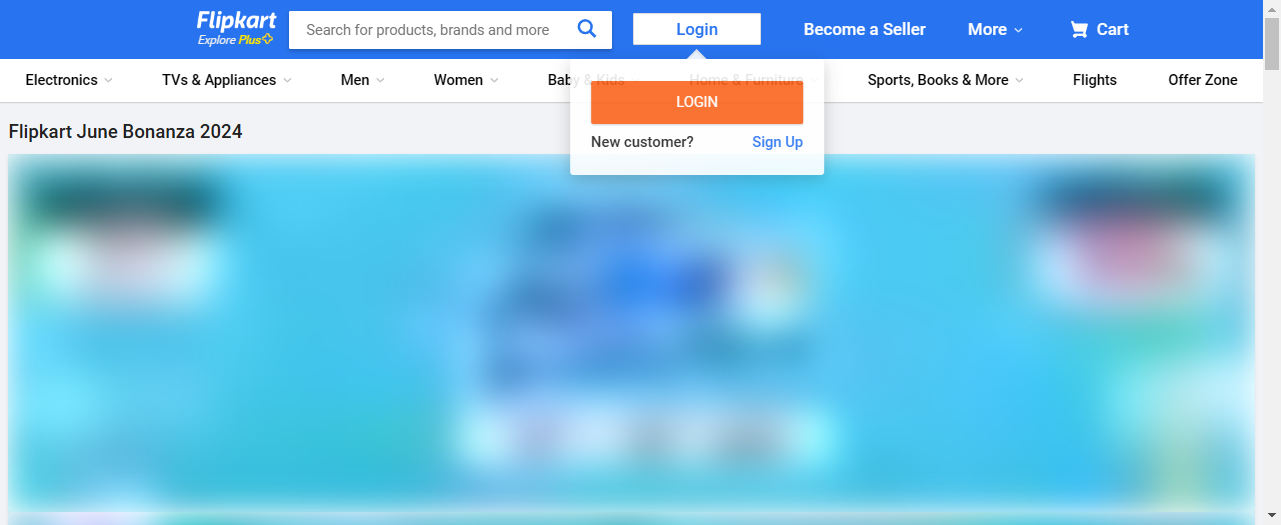 Flipkart
Explore Plus
Search for products, brands and more
Login
Become a Seller
More
Cart
Electronics
TVs & Appliances
Men
Women
Baby & Kids
Home & Furniture
Sports, Books & More
Flights
Offer Zone
LOGIN
New customer?
Sign Up
Flipkart June Bonanza 2024